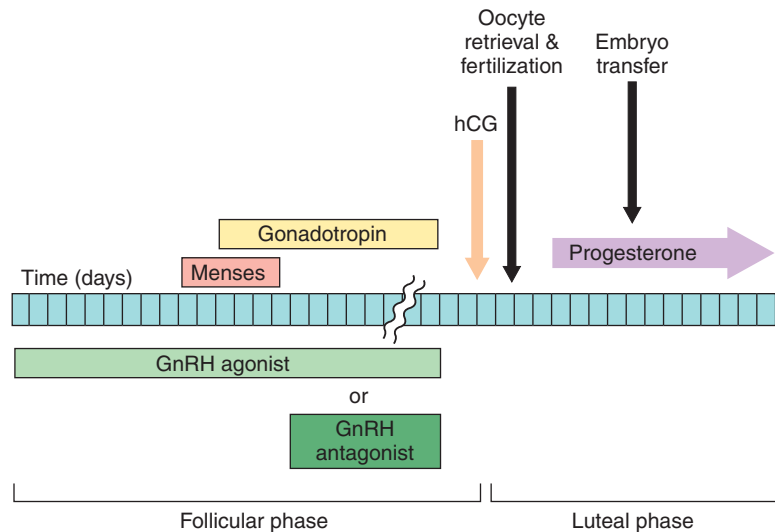 Oocyte
retrieval &
fertilization
Embryo
transfer
hCG
Gonadotropin
Progesterone
Time (days)
Menses
GnRH agonist
or
GnRH
antagonist
Follicular phase
Luteal phase